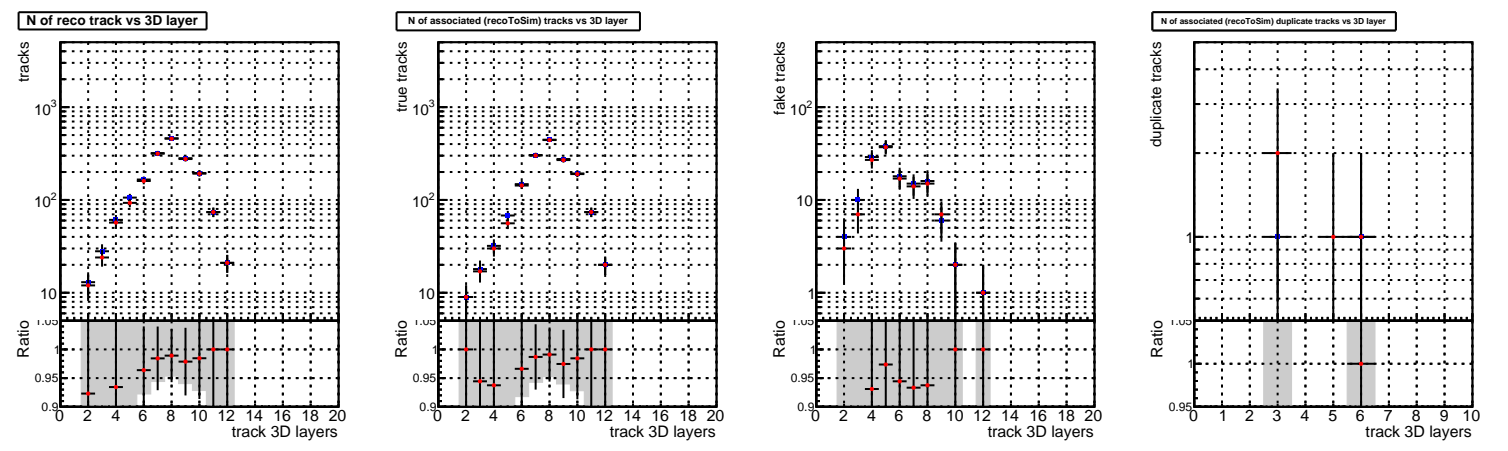 N of reco track vs 3D layer
tracks
10³
10²
10
Ratio
1.05
1
0.95
0.9
0 2 4 6 8 10 12 14 16 18 20
track 3D layers
N of associated (recoToSim) tracks vs 3D layer
true tracks
10³
10²
10
Ratio
1.05
1
0.95
0.9
0 2 4 6 8 10 12 14 16 18 20
track 3D layers
fake tracks
10²
10
1
Ratio
1.05
1
0.95
0.9
0 2 4 6 8 10 12 14 16 18 20
track 3D layers
N of associated (recoToSim) duplicate tracks vs 3D layer
duplicate tracks
1
Ratio
1.05
1
0.95
0 1 2 3 4 5 6 7 8 9 10
track 3D layers